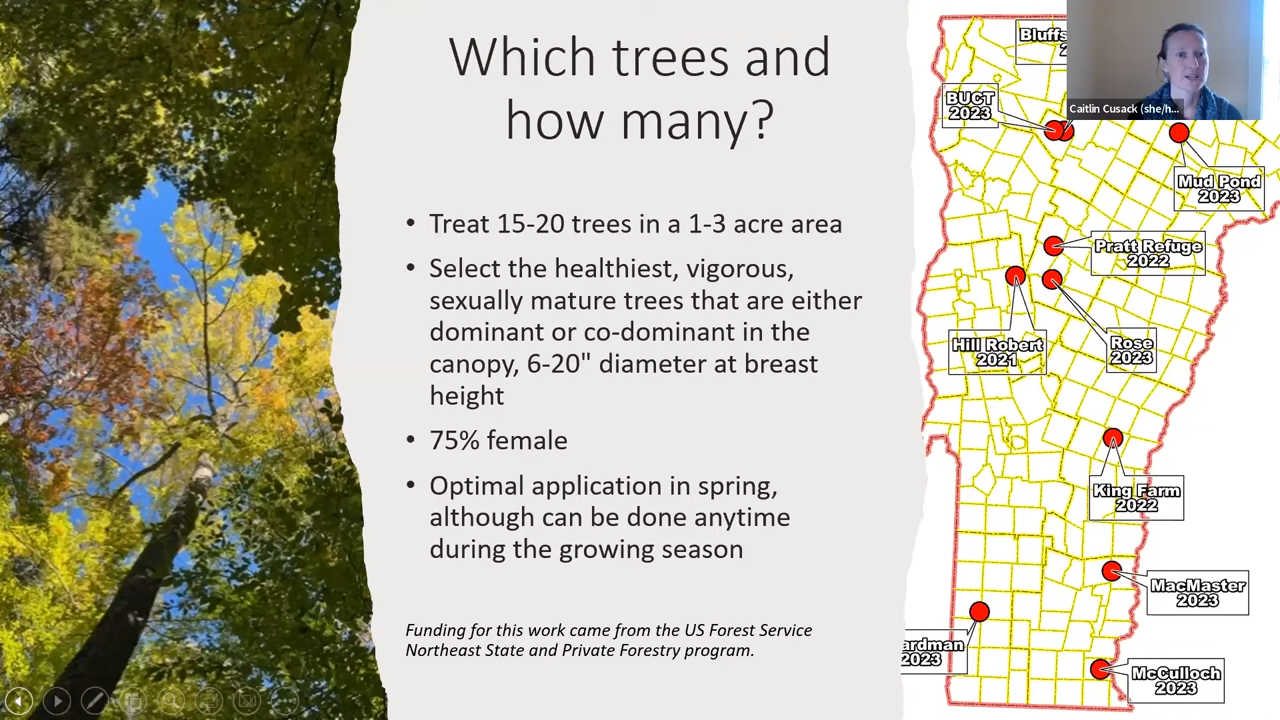 Which trees and
how many?
• Treat 15-20 trees in a 1-3 acre area
• Select the healthiest, vigorous,
sexually mature trees that are either
dominant or co-dominant in the
canopy, 6-20" diameter at breast
height
• 75% female
• Optimal application in spring,
although can be done anytime
during the growing season
Funding for this work came from the US Forest Service
Northeast State and Private Forestry program.
Bluffs
2
BUCT
2023
Caitlin Cusack (she/h...
Mud Pond
2023
Pratt Refuge
2022
Hill Robert
2021
Rose
2023
King Farm
2022
MacMaster
2023
ardman
2023
McCulloch
2023